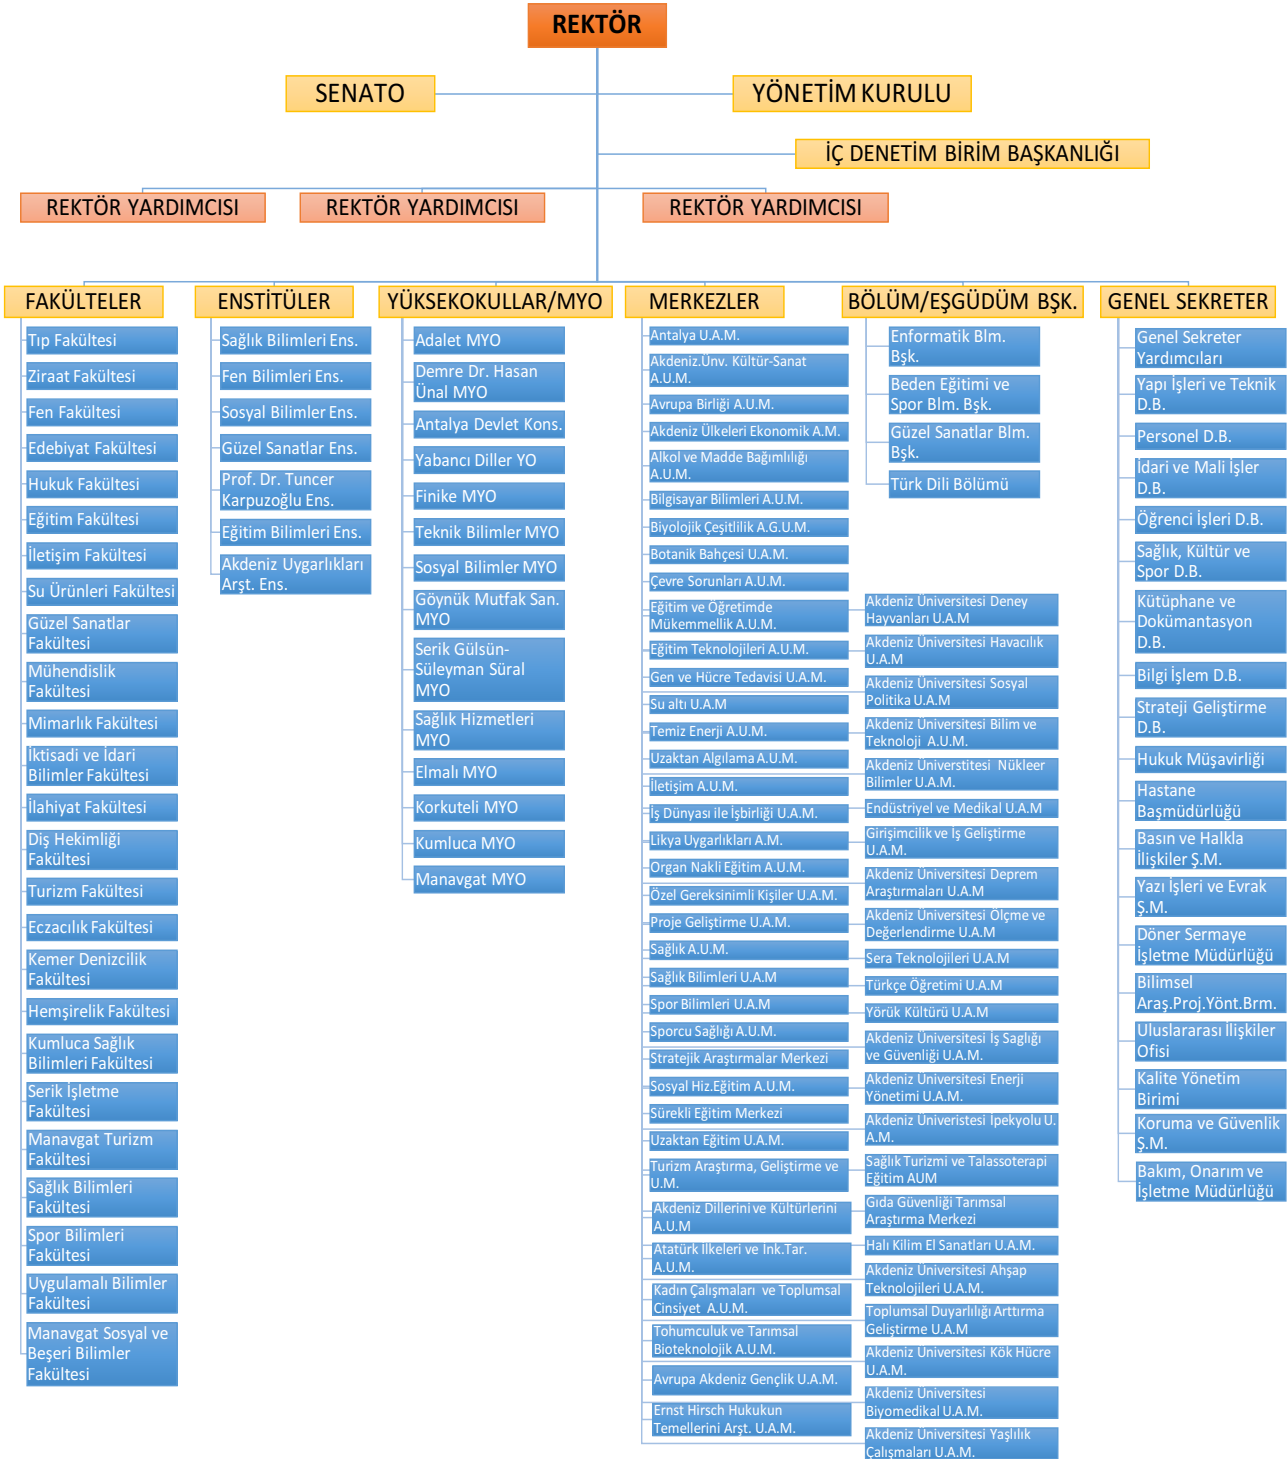 REKTÖR
SENATO
YÖNETİM KURULU
İÇ DENETİM BİRİM BAŞKANLIĞI
REKTÖR YARDIMCISI
REKTÖR YARDIMCISI
REKTÖR YARDIMCISI
FAKÜLTELER
Tıp Fakültesi
Ziraat Fakültesi
Fen Fakültesi
Edebiyat Fakültesi
Hukuk Fakültesi
Eğitim Fakültesi
İletişim Fakültesi
Su Ürünleri Fakültesi
Güzel Sanatlar
Fakültesi
Mühendislik
Fakültesi
Mimarlık Fakültesi
İktisadi ve İdari
Bilimler Fakültesi
İlahiyat Fakültesi
Diş Hekimliği
Fakültesi
Turizm Fakültesi
Eczacılık Fakültesi
Kemer Denizcilik
Fakültesi
Hemşirelik Fakültesi
Kumluca Sağlık
Bilimleri Fakültesi
Serik İşletme
Fakültesi
Manavgat Turizm
Fakültesi
Sağlık Bilimleri
Fakültesi
Spor Bilimleri
Fakültesi
Uygulamalı Bilimler
Fakültesi
Manavgat Sosyal ve
Beşeri Bilimler
Fakültesi
ENSTİTÜLER
Sağlık Bilimleri Ens.
Fen Bilimleri Ens.
Sosyal Bilimler Ens.
Güzel Sanatlar Ens.
Prof. Dr. Tuncer
Karpuzoğlu Ens.
Eğitim Bilimleri Ens.
Akdeniz Uygarlıkları
Arşt. Ens.
YÜKSEKOKULLAR/MYO
Adalet MYO
Demre Dr. Hasan
Ünal MYO
Antalya Devlet Kons.
Yabancı Diller YO
Finike MYO
Teknik Bilimler MYO
Sosyal Bilimler MYO
Göynük Mutfak San.
MYO
Serik Gülsün-
Süleyman Süral
MYO
Sağlık Hizmetleri
MYO
Elmalı MYO
Korkuteli MYO
Kumluca MYO
Manavgat MYO
MERKEZLER
Antalya U.A.M.
Akdeniz.Ünv. Kültür-Sanat
A.U.M.
Avrupa Birliği A.U.M.
Akdeniz Ülkeleri Ekonomik A.M.
Alkol ve Madde Bağımlılığı
A.U.M.
Bilgisayar Bilimleri A.U.M.
Biyolojik Çeşitlilik A.G.U.M.
Botanik Bahçesi U.A.M.
Çevre Sorunları A.U.M.
Eğitim ve Öğretimde
Mükemmellik A.U.M.
Eğitim Teknolojileri A.U.M.
Gen ve Hücre Tedavisi U.A.M.
Su altı U.A.M
Temiz Enerji A.U.M.
Uzaktan Algılama A.U.M.
İletişim A.U.M.
İş Dünyası ile İşbirliği U.A.M.
Likya Uygarlıkları A.M.
Organ Nakli Eğitim A.U.M.
Özel Gereksinimli Kişiler U.A.M.
Proje Geliştirme U.A.M.
Sağlık A.U.M.
Sağlık Bilimleri U.A.M
Spor Bilimleri U.A.M
Sporcu Sağlığı A.U.M.
Stratejik Araştırmalar Merkezi
Sosyal Hiz.Eğitim A.U.M.
Sürekli Eğitim Merkezi
Uzaktan Eğitim U.A.M.
Turizm Araştırma, Geliştirme ve
U.M.
Akdeniz Dillerini ve Kültürlerini
A.U.M
Atatürk İlkeleri ve Ink.Tar.
A.U.M.
Kadın Çalışmaları ve Toplumsal
Cinsiyet A.U.M.
Tohumculuk ve Tarımsal
Bioteknolojik A.U.M.
Avrupa Akdeniz Gençlik U.A.M.
Ernst Hirsch Hukukun
Temellerini Arşt. U.A.M.
BÖLÜM/EŞGÜDÜM BŞK.
Enformatik Blm.
Bşk.
Beden Eğitimi ve
Spor Blm. Bşk.
Güzel Sanatlar Blm.
Bşk.
Türk Dili Bölümü
Akdeniz Üniversitesi Deney
Hayvanları U.A.M
Akdeniz Üniversitesi Havacılık
U.A.M
Akdeniz Üniversitesi Sosyal
Politika U.A.M
Akdeniz Üniversitesi Bilim ve
Teknoloji A.U.M.
Akdeniz Üniverstitesi Nükleer
Bilimler U.A.M.
Endüstriyel ve Medikal U.A.M
Girişimcilik ve İş Geliştirme
U.A.M.
Akdeniz Üniversitesi Deprem
Araştırmaları U.A.M
Akdeniz Üniversitesi Ölçme ve
Değerlendirme U.A.M
Sera Teknolojileri U.A.M
Türkçe Öğretimi U.A.M
Yörük Kültürü U.A.M
Akdeniz Üniversitesi İş Saglığı
ve Güvenliği U.A.M.
Akdeniz Üniversitesi Enerji
Yönetimi U.A.M.
Akdeniz Üniveristesi İpekyolu U.
A.M.
Sağlık Turizmi ve Talassoterapi
Eğitim AUM
Gıda Güvenliği Tarımsal
Araştırma Merkezi
Halı Kilim El Sanatları U.A.M.
Akdeniz Üniversitesi Ahşap
Teknolojileri U.A.M.
Toplumsal Duyarlılığı Arttırma
Geliştirme U.A.M
Akdeniz Üniversitesi Kök Hücre
U.A.M.
Akdeniz Üniversitesi
Biyomedikal U.A.M.
Akdeniz Üniversitesi Yaşlılık
Çalışmaları U.A.M.
GENEL SEKRETER
Genel Sekreter
Yardımcıları
Yapı İşleri ve Teknik
D.B.
Personel D.B.
İdari ve Mali İşler
D.B.
Öğrenci İşleri D.B.
Sağlık, Kültür ve
Spor D.B.
Kütüphane ve
Dokümantasyon
D.B.
Bilgi İşlem D.B.
Strateji Geliştirme
D.B.
Hukuk Müşavirliği
Hastane
Başmüdürlüğü
Basın ve Halkla
İlişkiler Ş.M.
Yazı İşleri ve Evrak
Ş.M.
Döner Sermaye
İşletme Müdürlüğü
Bilimsel
Araş.Proj.Yönt.Brm.
Uluslararası İlişkiler
Ofisi
Kalite Yönetim
Birimi
Koruma ve Güvenlik
Ş.M.
Bakım, Onarım ve
İşletme Müdürlüğü